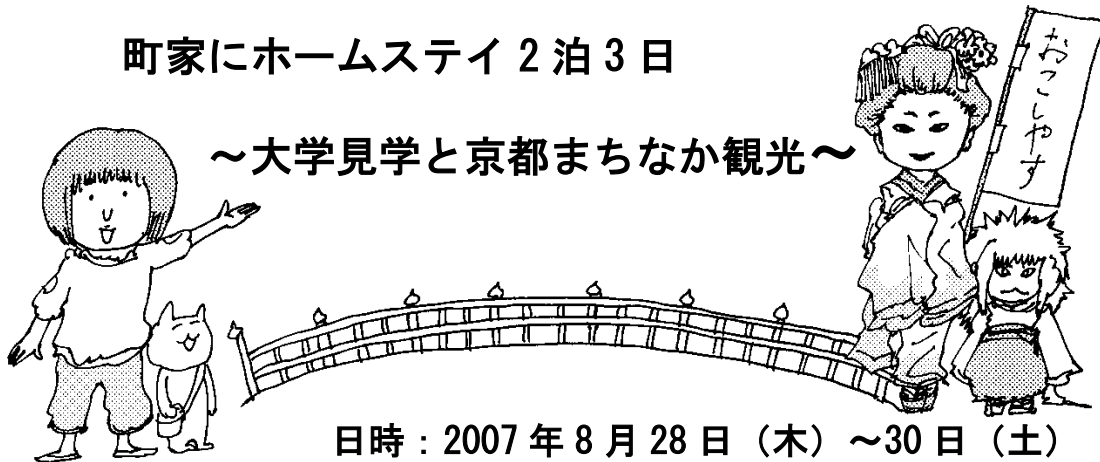 町家にホームステイ2泊3日
～大学見学と京都まちなか観光～
おこしやす
日時：2007年8月28日（木）～30日（土）